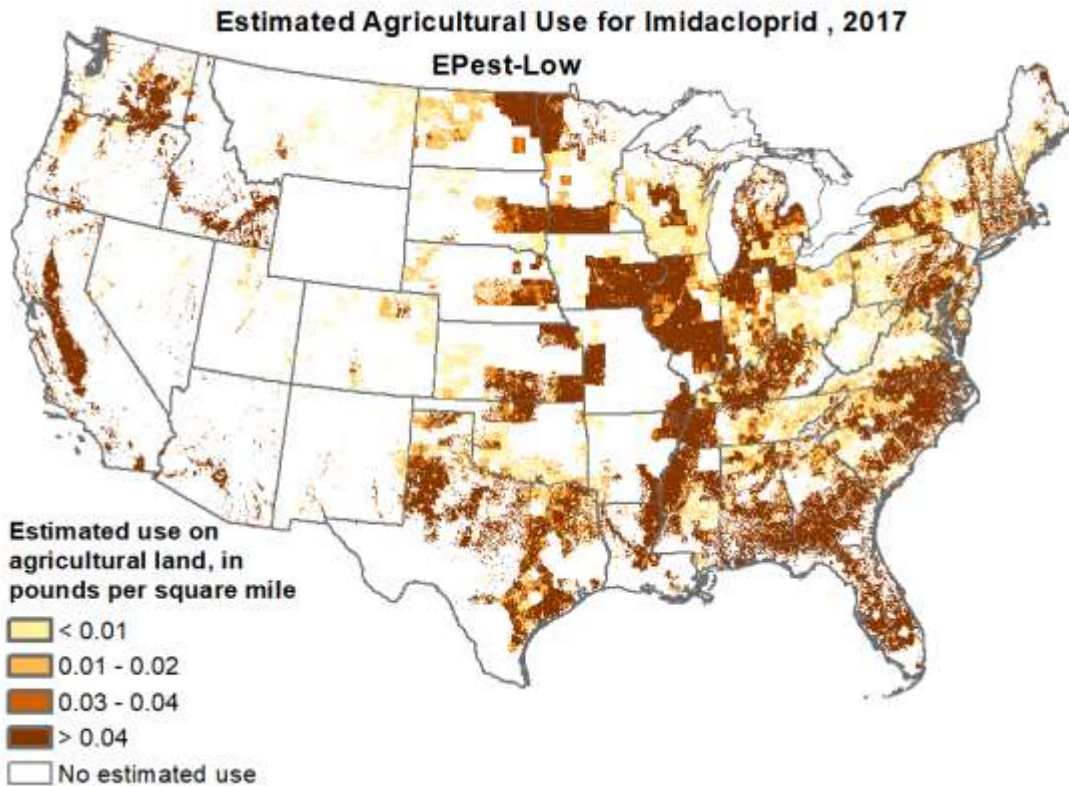 Estimated Agricultural Use for Imidacloprid , 2017
EPest-Low
Estimated use on
agricultural land, in
pounds per square mile
< 0.01
0.01 - 0.02
0.03 - 0.04
> 0.04
No estimated use